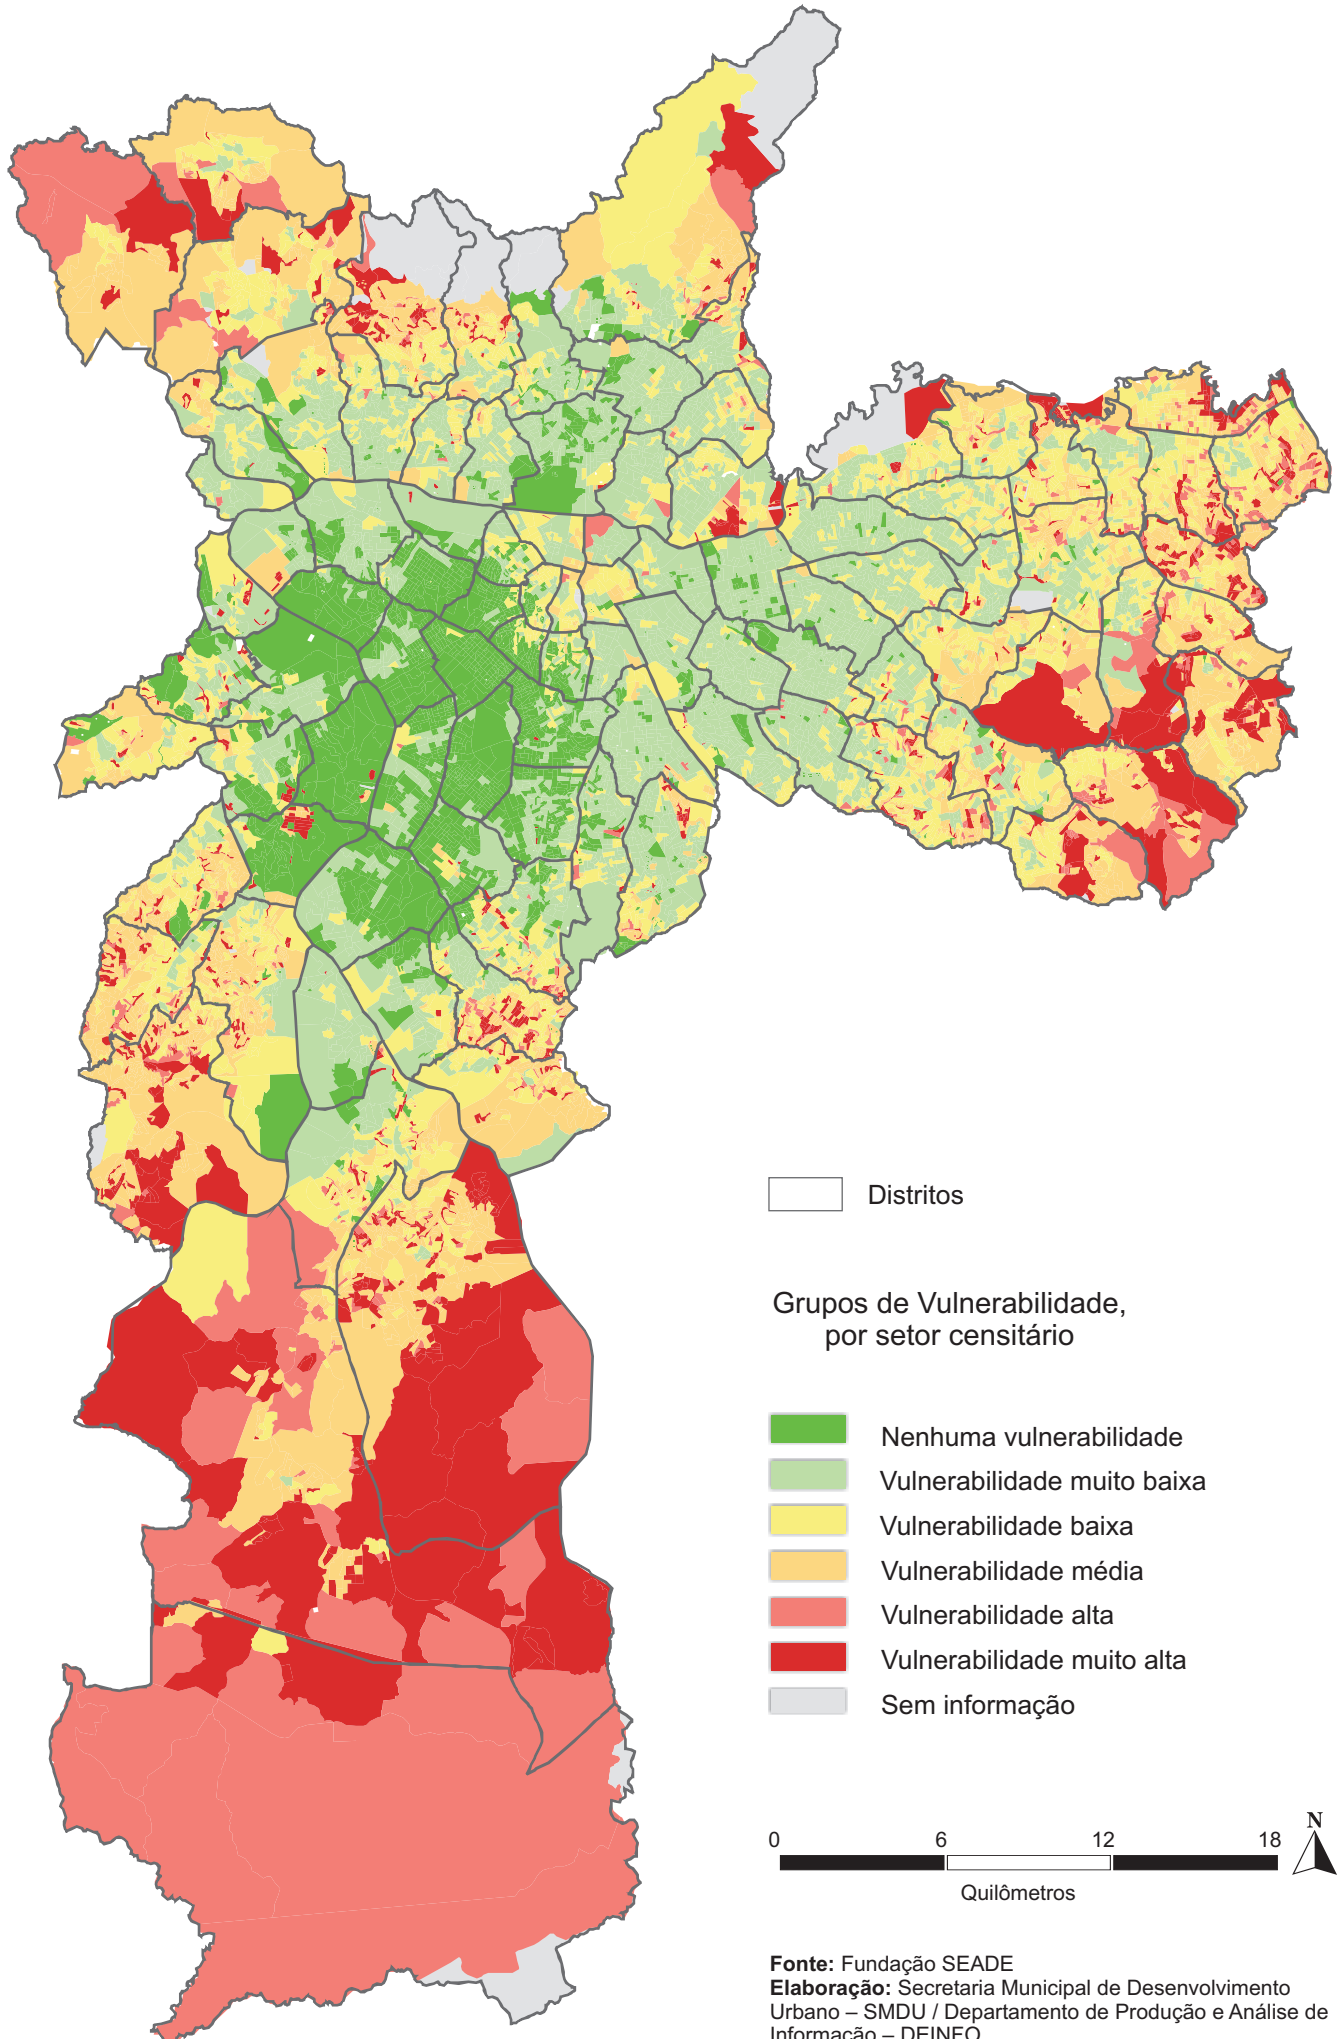 Distritos
Grupos de Vulnerabilidade,
por setor censitário
Nenhuma vulnerabilidade
Vulnerabilidade muito baixa
Vulnerabilidade baixa
Vulnerabilidade média
Vulnerabilidade alta
Vulnerabilidade muito alta
Sem informação
N
0 6 12 18
Quilômetros
Fonte: Fundação SEADE
Elaboração: Secretaria Municipal de Desenvolvimento
Urbano – SMDU / Departamento de Produção e Análise de
Informação – DEINFO